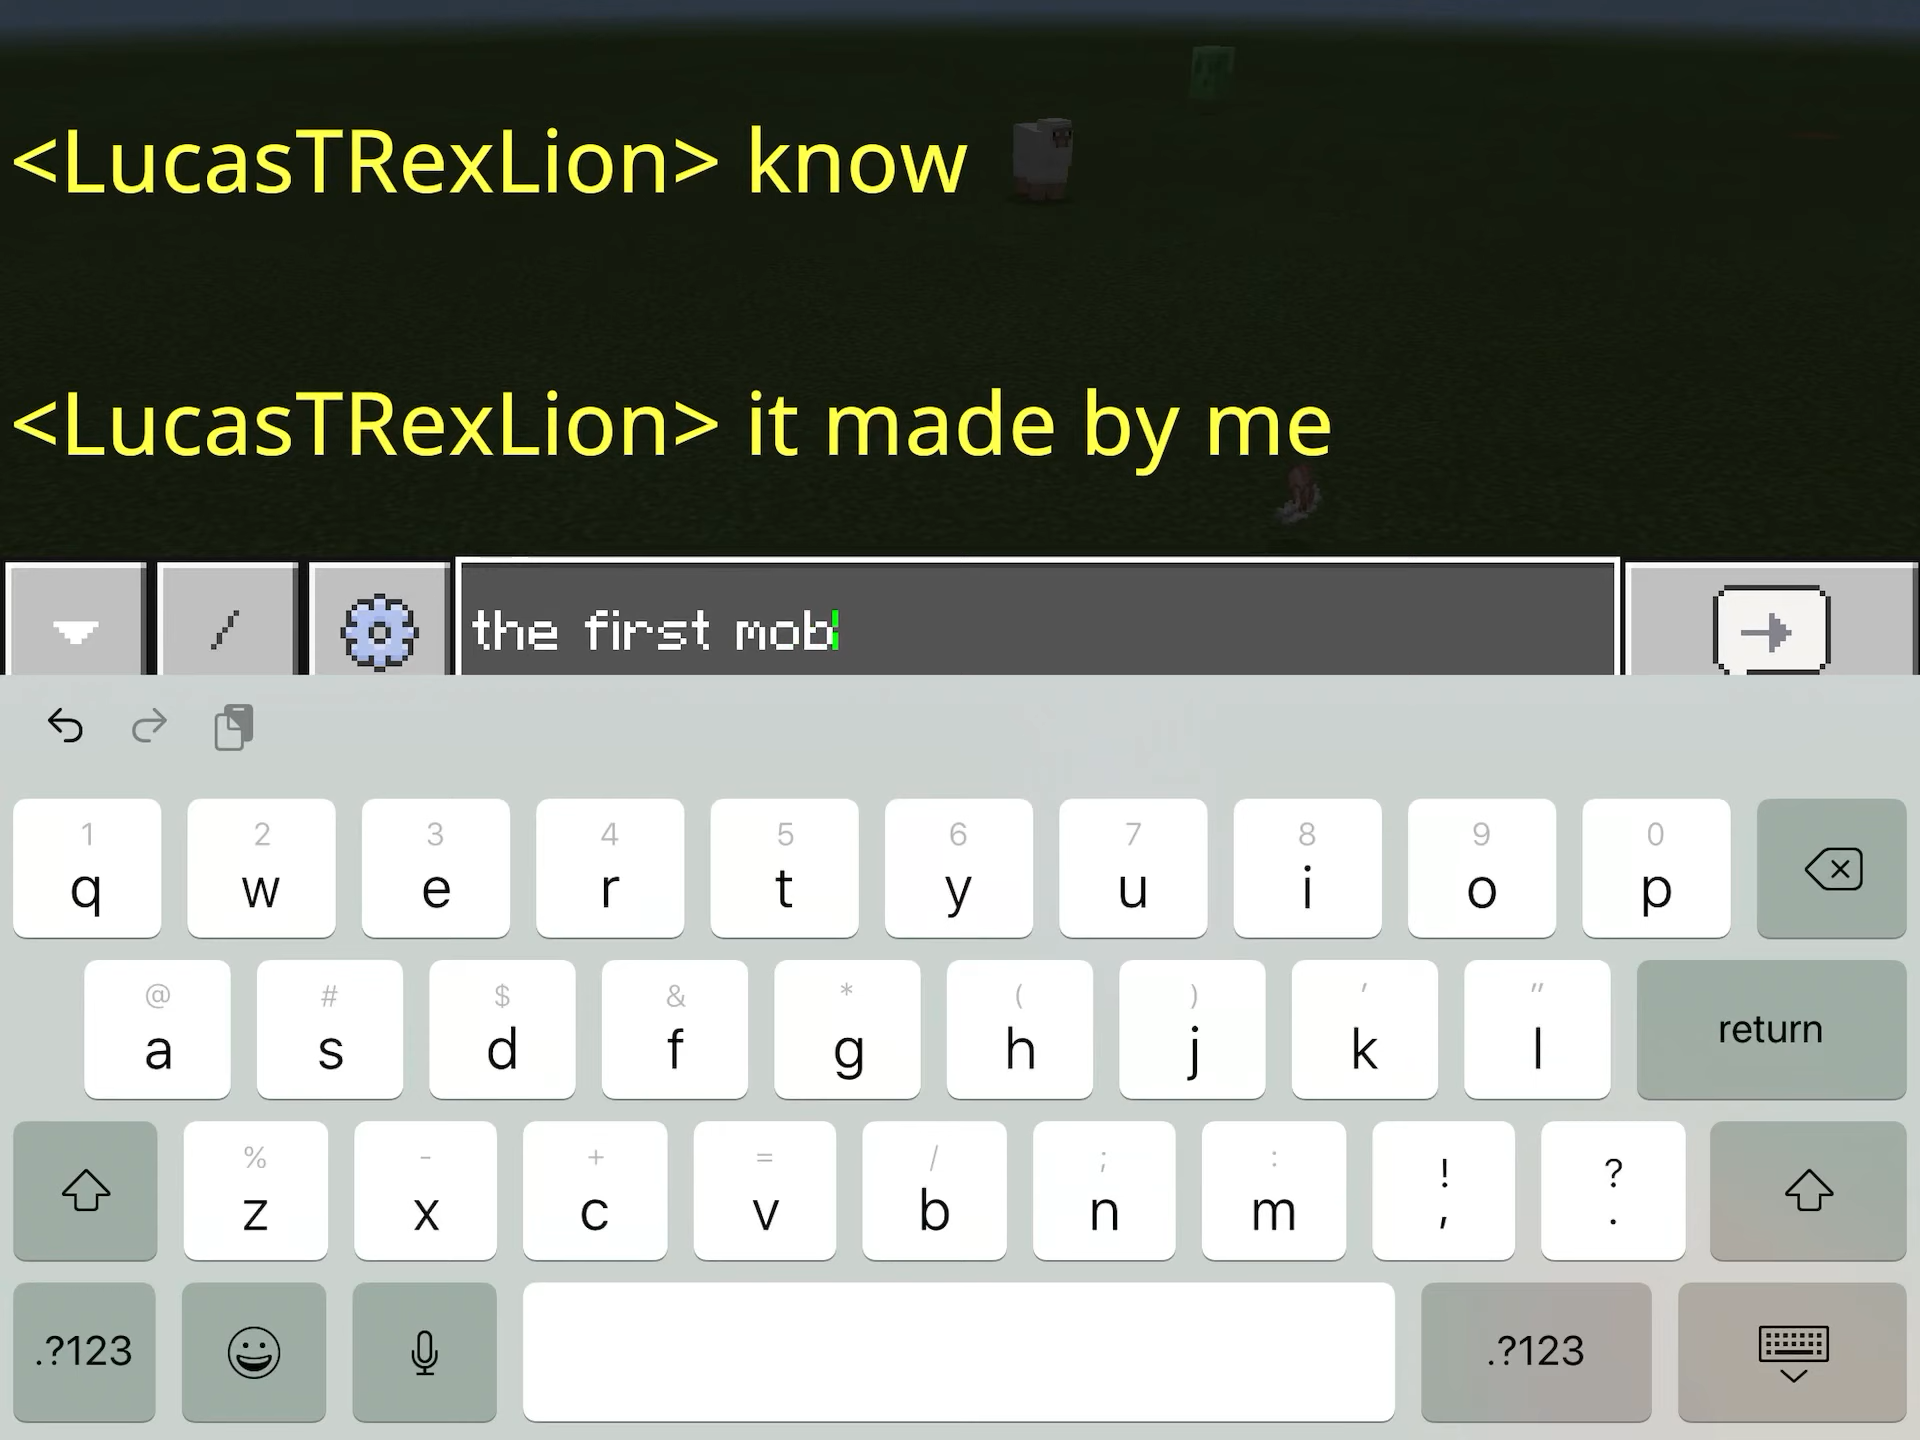 <LucasTRexLion> know
<LucasTRexLion> it made by me
/
the first mob
1 2 3 4 5 6 7 8 9 0
q w e r t y u i o p
@ # $ & * ( ) ' "
a s d f g h j k l return
% - + = / ; : ! ?
z x c v b n m , .
.?123 .?123